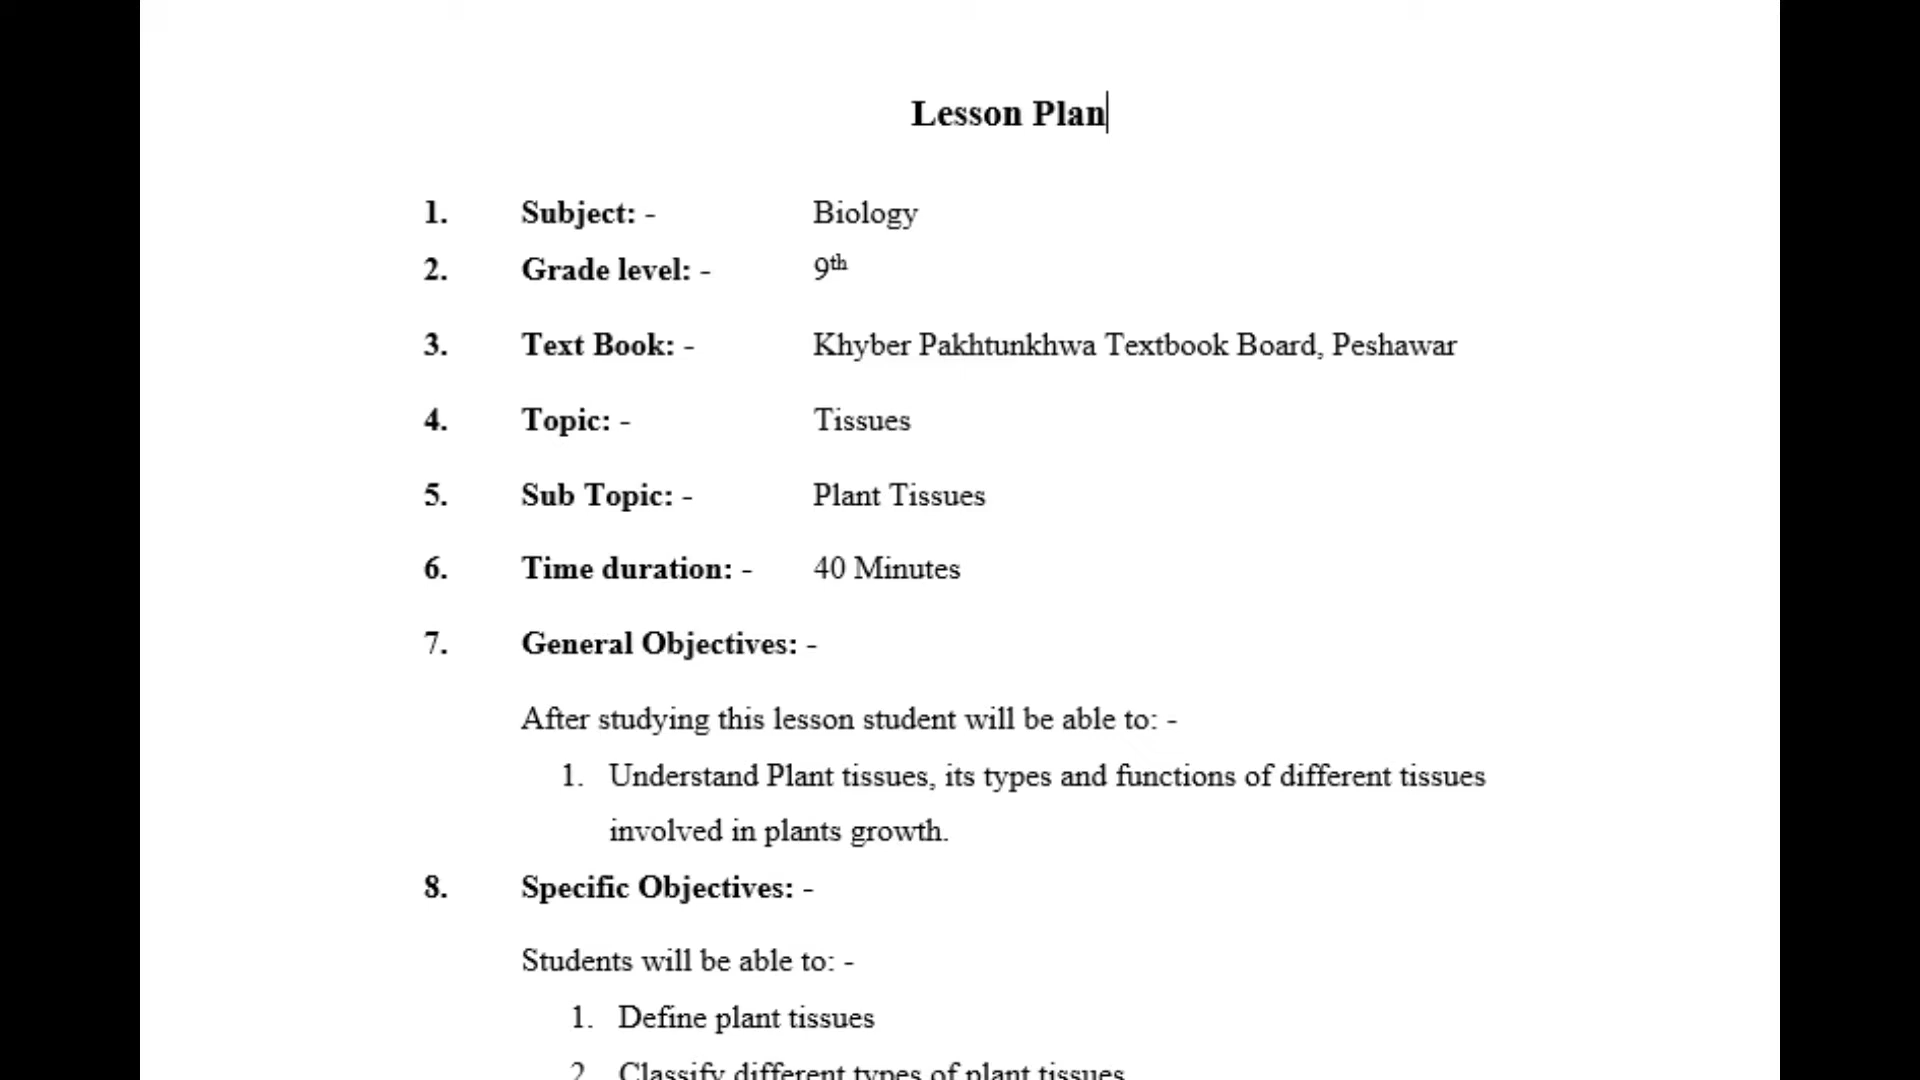 Lesson Plan
1. Subject: - Biology
2. Grade level: - 9th
3. Text Book: - Khyber Pakhtunkhwa Textbook Board, Peshawar
4. Topic: - Tissues
5. Sub Topic: - Plant Tissues
6. Time duration: - 40 Minutes
7. General Objectives: -
After studying this lesson student will be able to: -
1. Understand Plant tissues, its types and functions of different tissues
involved in plants growth.
8. Specific Objectives: -
Students will be able to: -
1. Define plant tissues
2. Classify different types of plant tissues